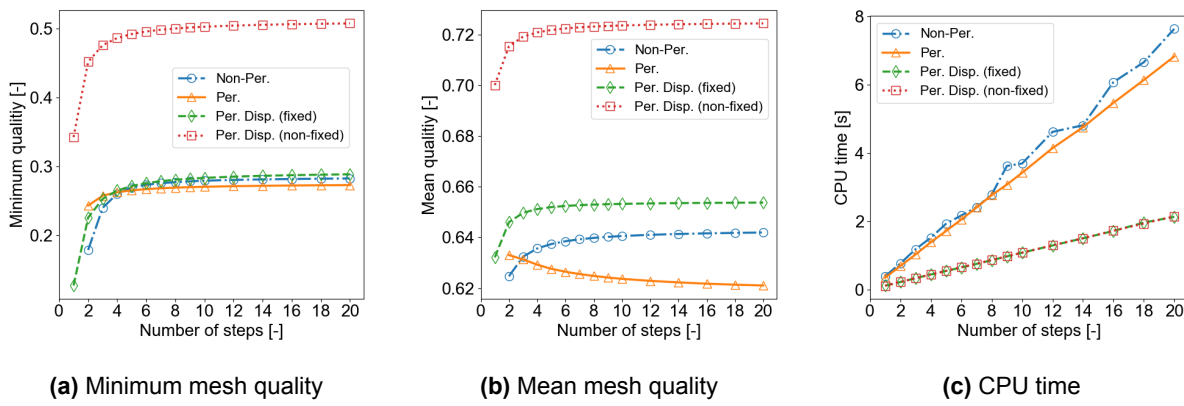 0.5
0.4
0.3
0.2
Minimum qualitiy [-]
Non-Per.
Per.
Per. Disp. (fixed)
Per. Disp. (non-fixed)
2 4 6 8 10 12 14 16 18 20
Number of steps [-]
(a) Minimum mesh quality
0.72
0.70
0.68
0.66
0.64
0.62
Mean qualitiy [-]
Non-Per.
Per.
Per. Disp. (fixed)
Per. Disp. (non-fixed)
2 4 6 8 10 12 14 16 18 20
Number of steps [-]
(b) Mean mesh quality
8
6
4
2
0
CPU time [s]
Non-Per.
Per.
Per. Disp. (fixed)
Per. Disp. (non-fixed)
2 4 6 8 10 12 14 16 18 20
Number of steps [-]
(c) CPU time